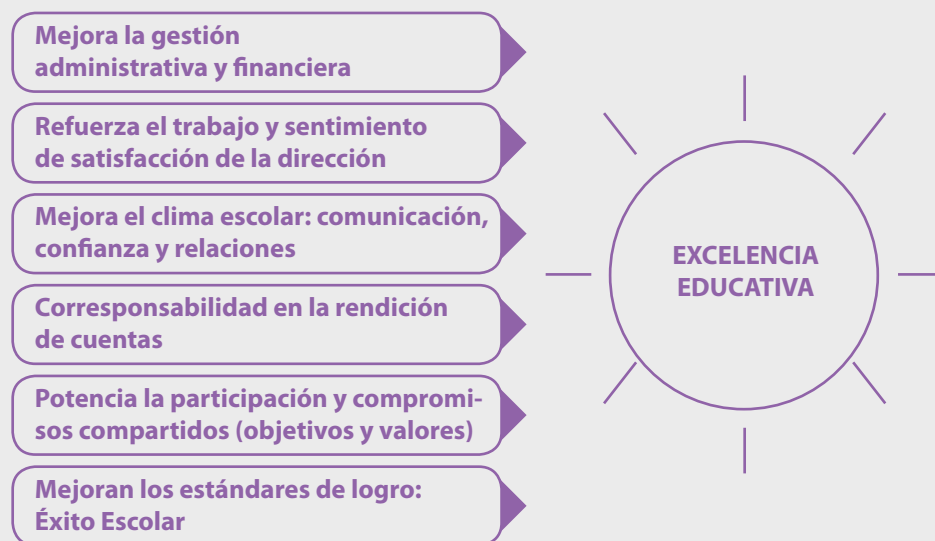 Mejora la gestión
administrativa y financiera
Refuerza el trabajo y sentimiento
de satisfacción de la dirección
Mejora el clima escolar: comunicación,
confianza y relaciones
Corresponsabilidad en la rendición
de cuentas
Potencia la participación y compromi-
sos compartidos (objetivos y valores)
Mejoran los estándares de logro:
Éxito Escolar
EXCELENCIA
EDUCATIVA